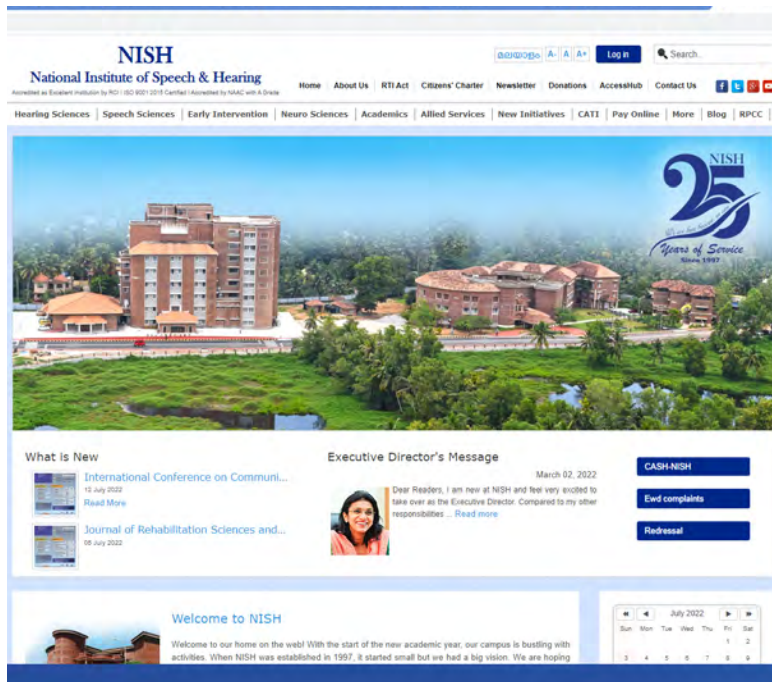 NISH
National Institute of Speech & Hearing
Accredited as Excellent Institution by RCI I ISO 9001:2015 Certified I Accredited by NAAC with A Grade
മലയാളം A- A A+ Log in Search..
Home About Us RTI Act Citizens' Charter Newsletter Donations AccessHub Contact Us
Hearing Sciences Speech Sciences Early Intervention Neuro Sciences Academics Allied Services New Initiatives CATI Pay Online More Blog RPCC
NISH
25
Years of Service
Since 1997
What is New
International Conference on Communi...
Read More
Journal of Rehabilitation Sciences and...
08 July 2022
Executive Director's Message
March 02, 2022
Dear Readers, I am new at NISH and feel very excited to
take over as the Executive Director. Compared to my other
responsibilities ... Read more
CASH-NISH
Ewd complaints
Redressal
Welcome to NISH
Welcome to our home on the web! With the start of the new academic year, our campus is bustling with
activities. When NISH was established in 1997, it started small but we had a big vision. We are hoping
July 2022
Sun Mon Tue Wed Thu Fri Sat
1 2
3 4 5 6 7 8 9